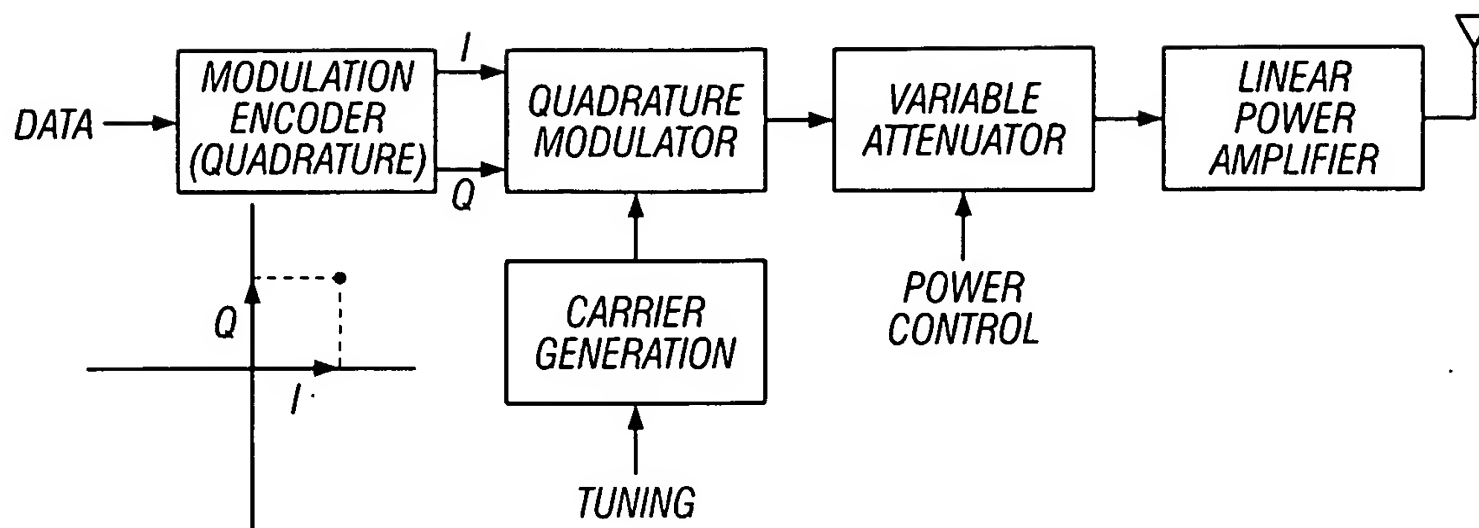 DATA
MODULATION
ENCODER
(QUADRATURE)
I
Q
QUADRATURE
MODULATOR
VARIABLE
ATTENUATOR
LINEAR
POWER
AMPLIFIER
CARRIER
GENERATION
POWER
CONTROL
TUNING
Q
I